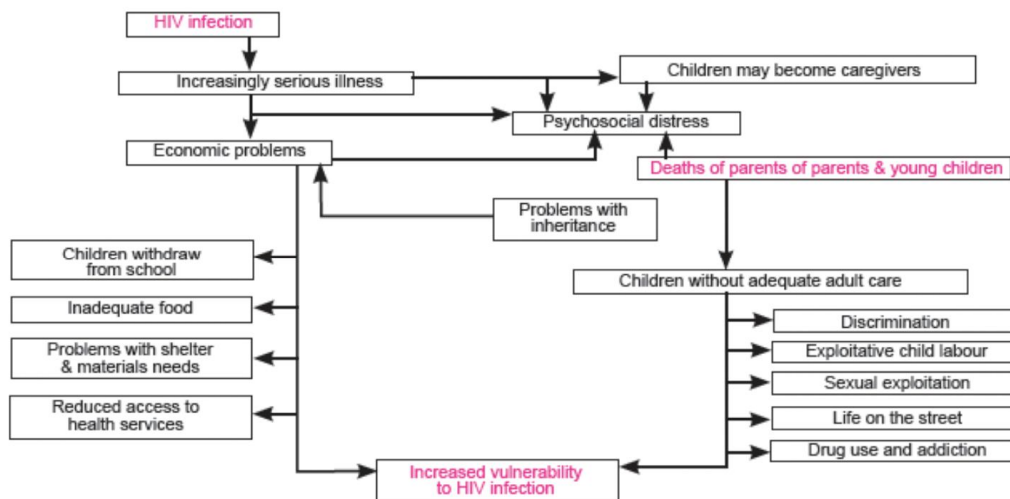 HIV infection
Increasingly serious illness
Children may become caregivers
Psychosocial distress
Economic problems
Deaths of parents of parents & young children
Problems with
inheritance
Children withdraw
from school
Children without adequate adult care
Inadequate food
Discrimination
Problems with shelter
& materials needs
Exploitative child labour
Sexual exploitation
Reduced access to
health services
Life on the street
Drug use and addiction
Increased vulnerability
to HIV infection